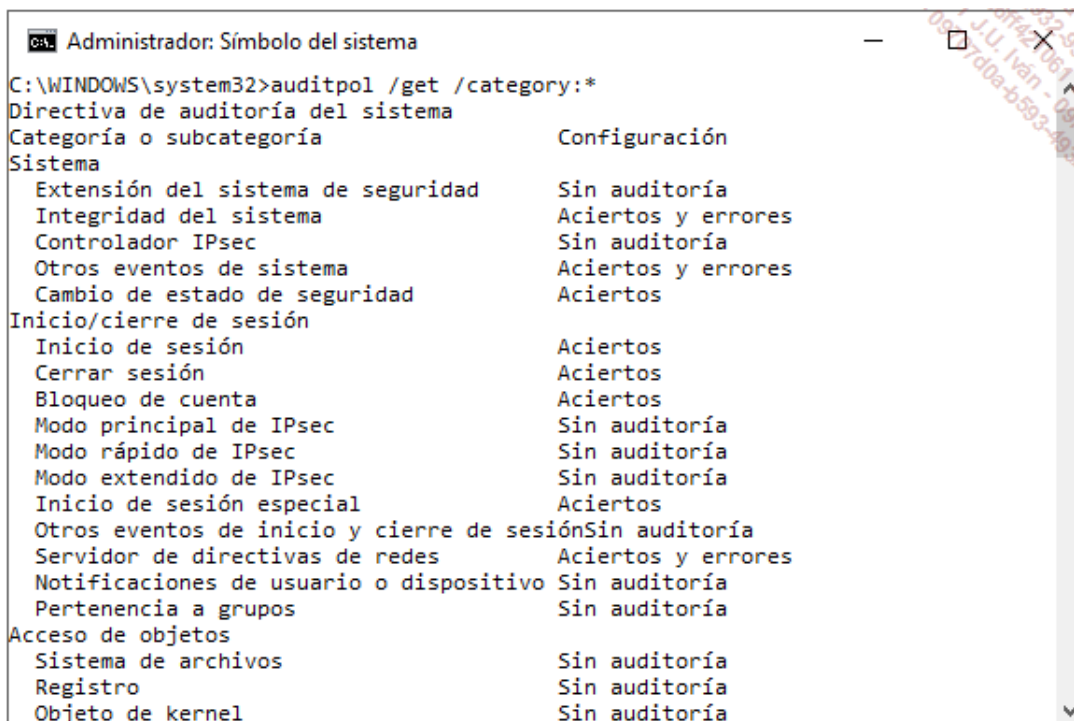 Administrador: Símbolo del sistema
C:\WINDOWS\system32>auditpol /get /category:*
Directiva de auditoría del sistema
Categoría o subcategoría Configuración
Sistema
Extensión del sistema de seguridad Sin auditoría
Integridad del sistema Aciertos y errores
Controlador IPsec Sin auditoría
Otros eventos de sistema Aciertos y errores
Cambio de estado de seguridad Aciertos
Inicio/cierre de sesión
Inicio de sesión Aciertos
Cerrar sesión Aciertos
Bloqueo de cuenta Aciertos
Modo principal de IPsec Sin auditoría
Modo rápido de IPsec Sin auditoría
Modo extendido de IPsec Sin auditoría
Inicio de sesión especial Aciertos
Otros eventos de inicio y cierre de sesiónSin auditoría
Servidor de directivas de redes Aciertos y errores
Notificaciones de usuario o dispositivo Sin auditoría
Pertenencia a grupos Sin auditoría
Acceso de objetos
Sistema de archivos Sin auditoría
Registro Sin auditoría
Objeto de kernel Sin auditoría
J.U. Iván